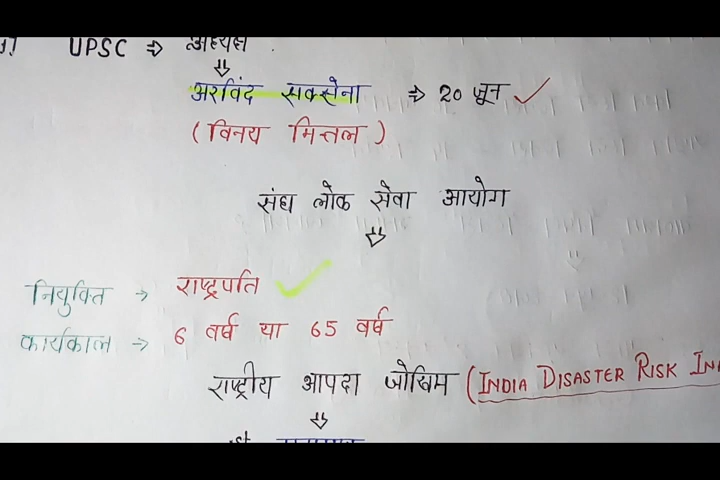 UPSC ⇒ अध्यक्ष
⇓
अरविंद सक्सेना ⇒ 20 जून ✓
(विनय मित्तल)
संघ लोक सेवा आयोग
⇓
नियुक्ति → राष्ट्रपति ✓
कार्यकाल → 6 वर्ष या 65 वर्ष
राष्ट्रीय आपदा जोखिम (INDIA DISASTER RISK IN
⇓
1st